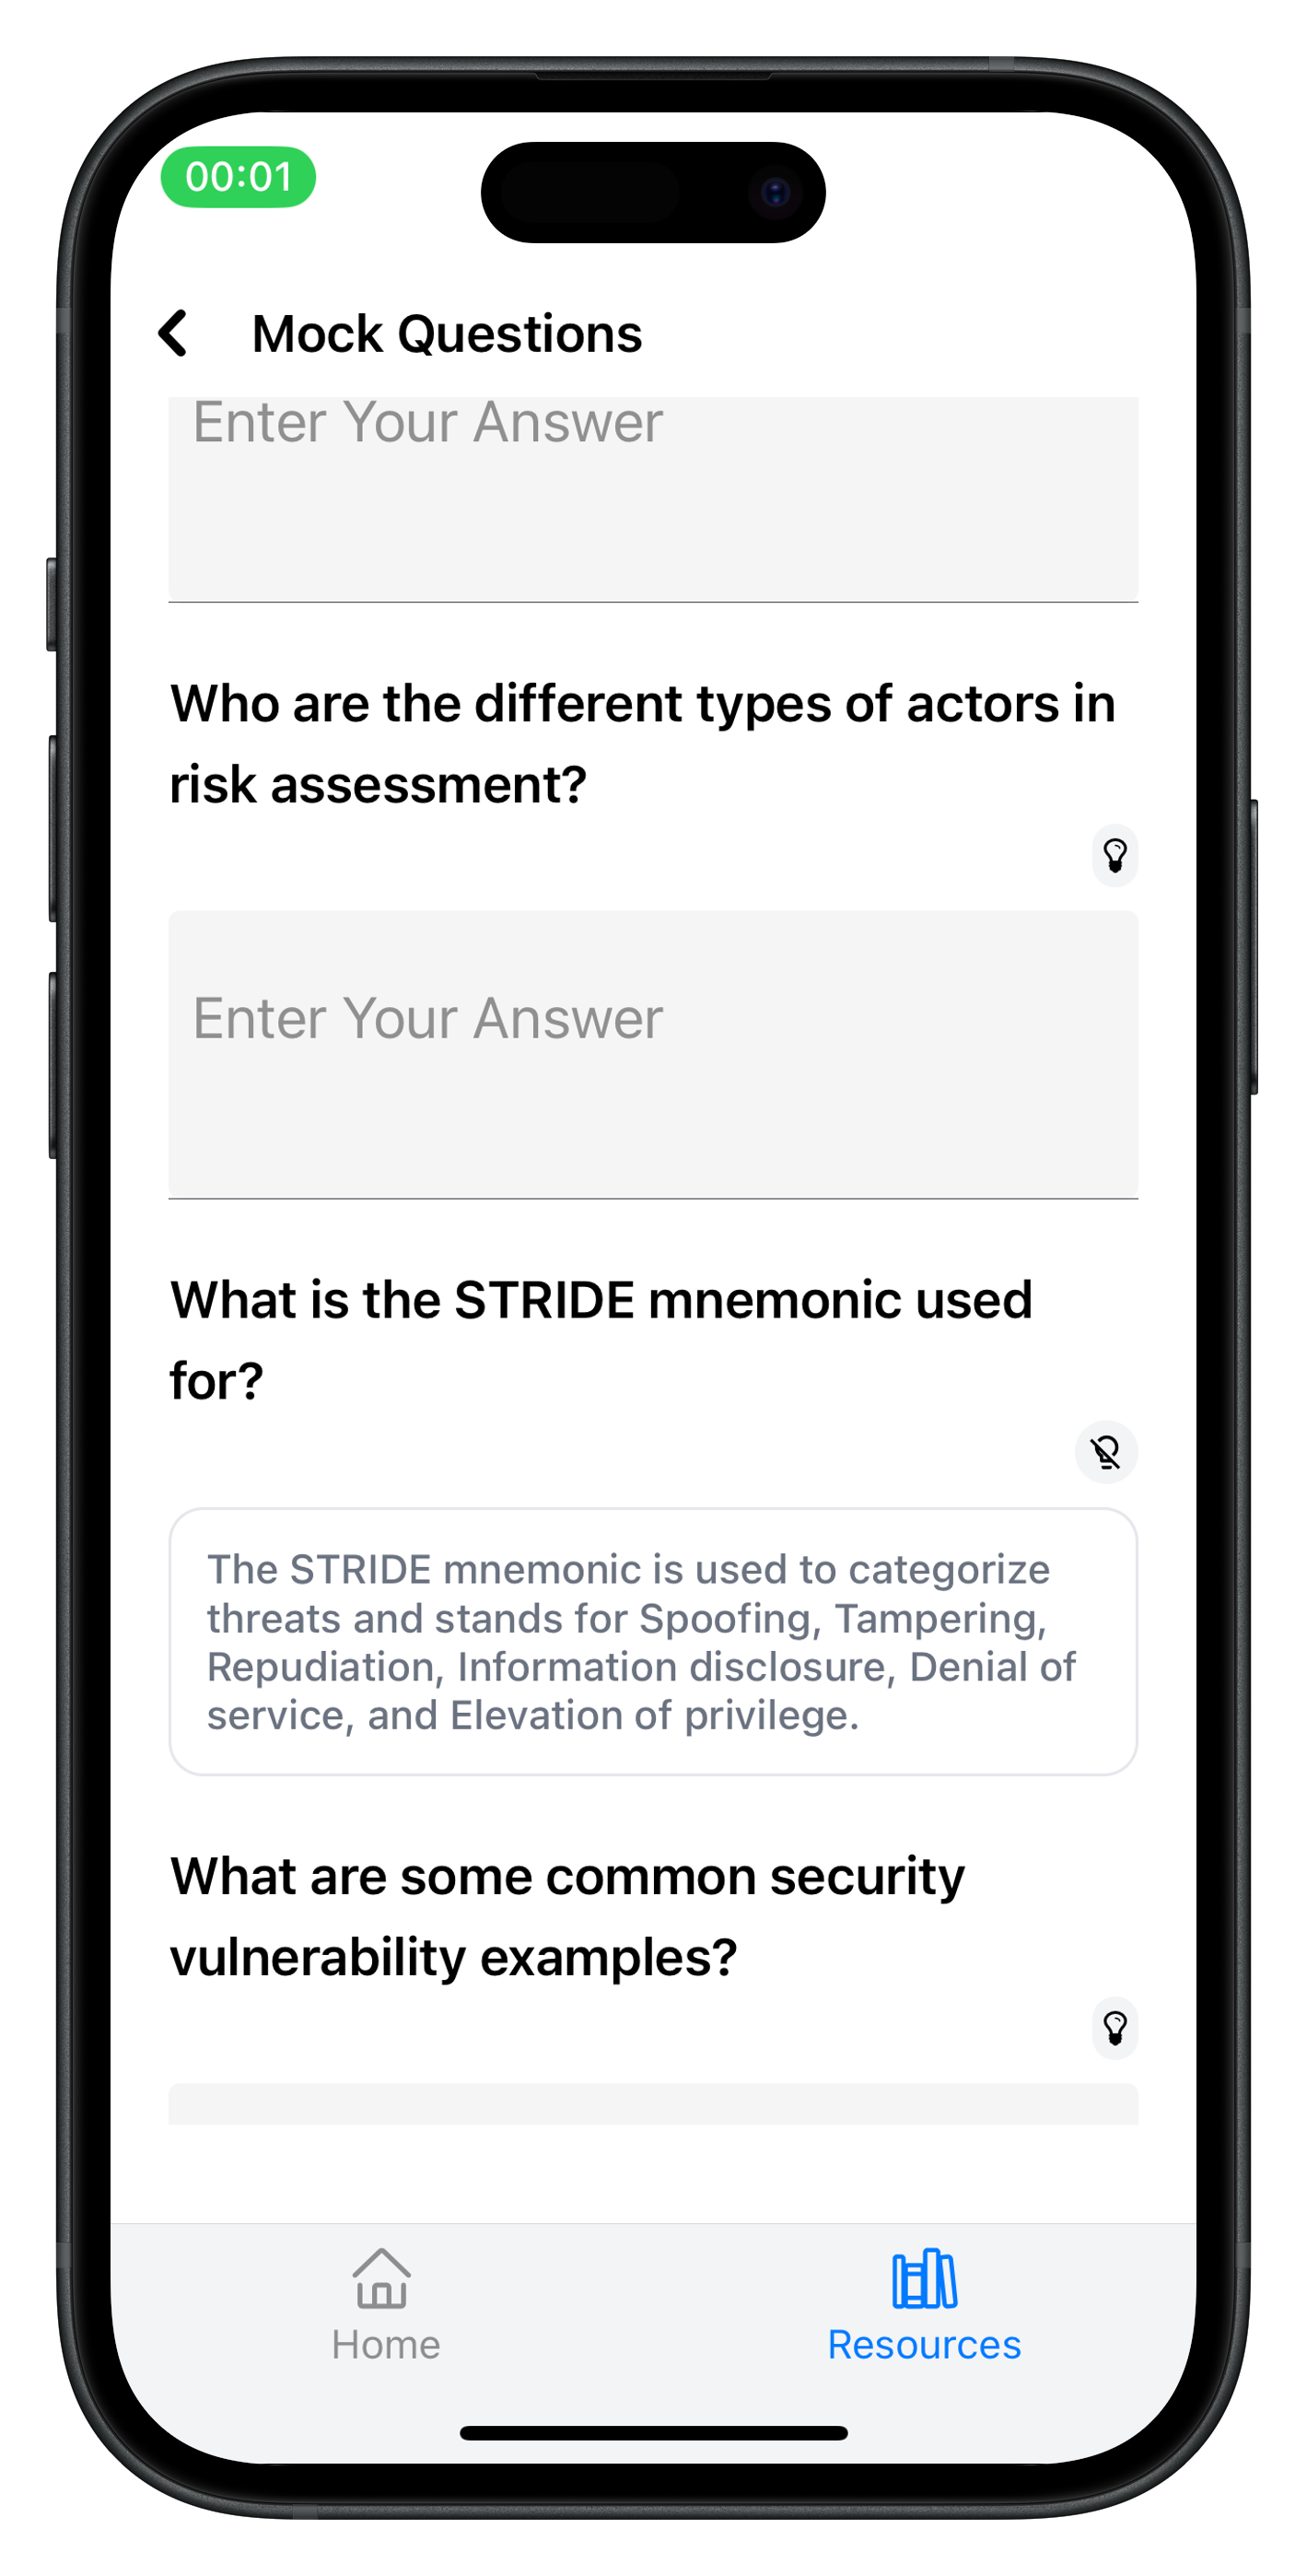 00:01
Mock Questions
Enter Your Answer
Who are the different types of actors in
risk assessment?
Enter Your Answer
What is the STRIDE mnemonic used
for?
The STRIDE mnemonic is used to categorize
threats and stands for Spoofing, Tampering,
Repudiation, Information disclosure, Denial of
service, and Elevation of privilege.
What are some common security
vulnerability examples?
Home
Resources